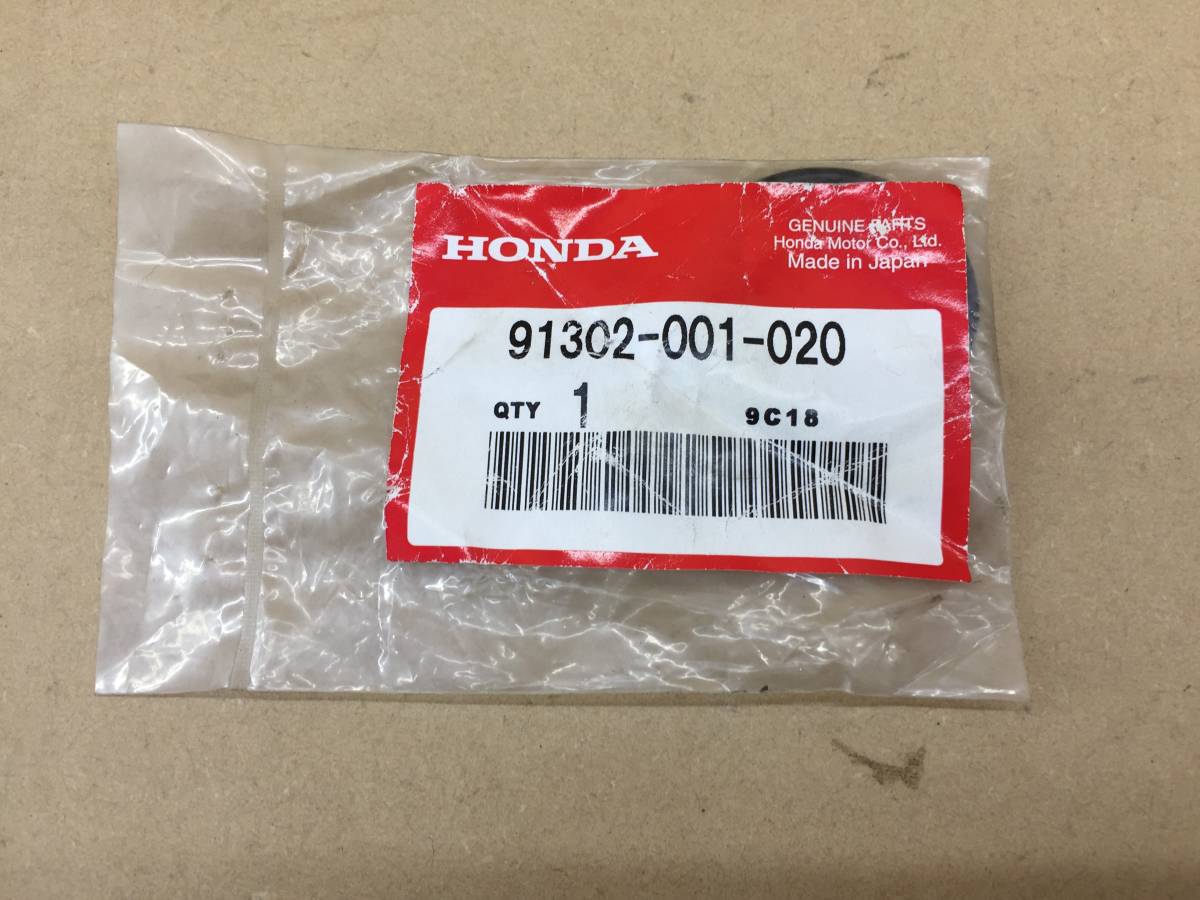 HONDA
GENUINE PARTS
Honda Motor Co., Ltd.
Made in Japan
91302-001-020
QTY 1 9C18